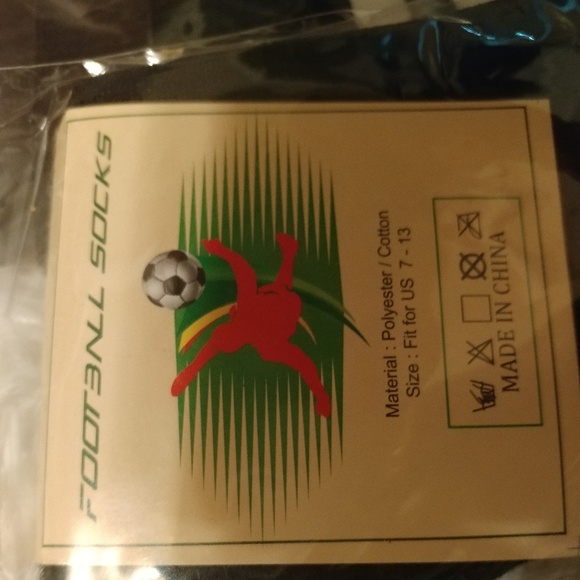 FOOTBALL SOCKS
Material : Polyester / Cotton
Size : Fit for US 7 - 13
MADE IN CHINA